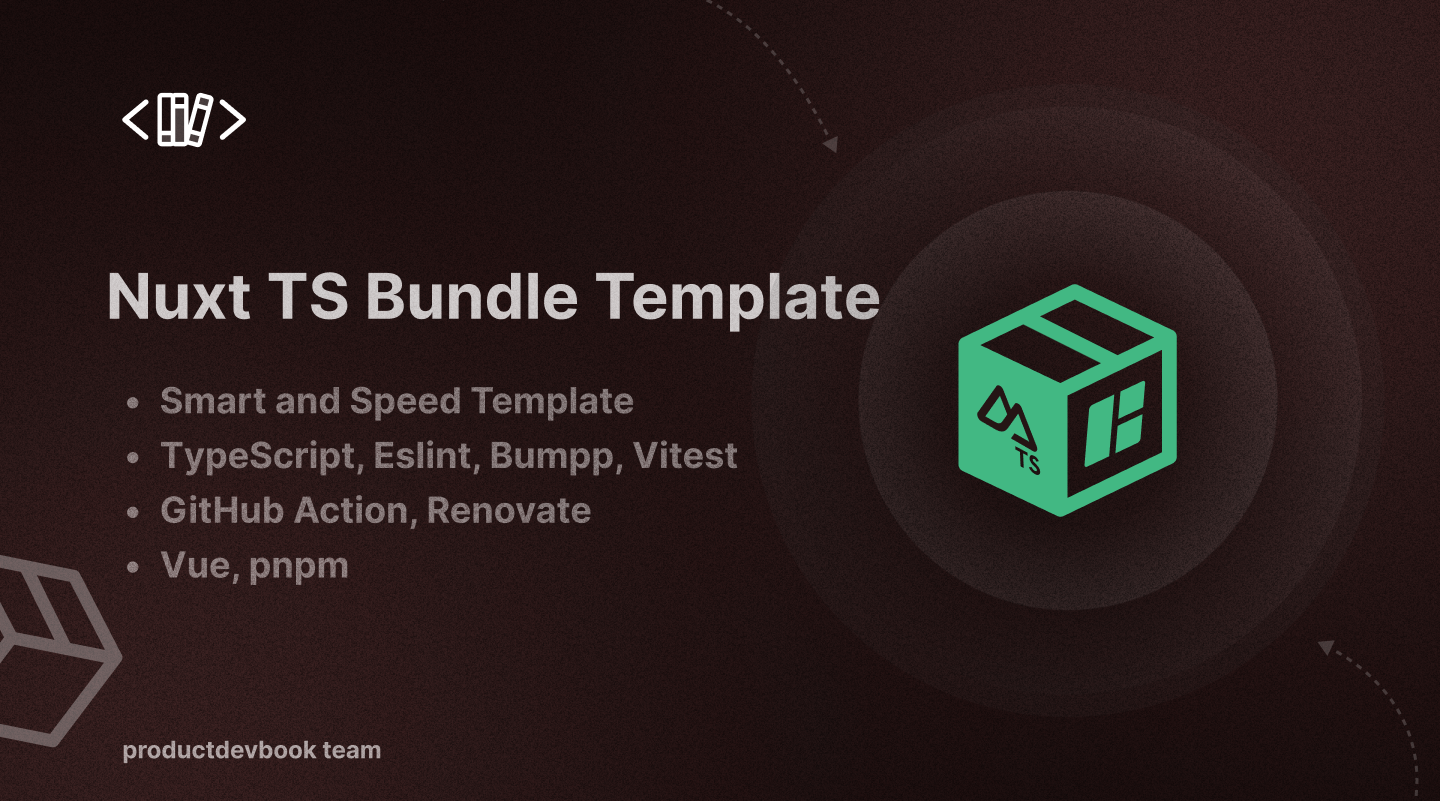 Nuxt TS Bundle Template
• Smart and Speed Template
• TypeScript, Eslint, Bumpp, Vitest
• GitHub Action, Renovate
• Vue, pnpm
TS
productdevbook team